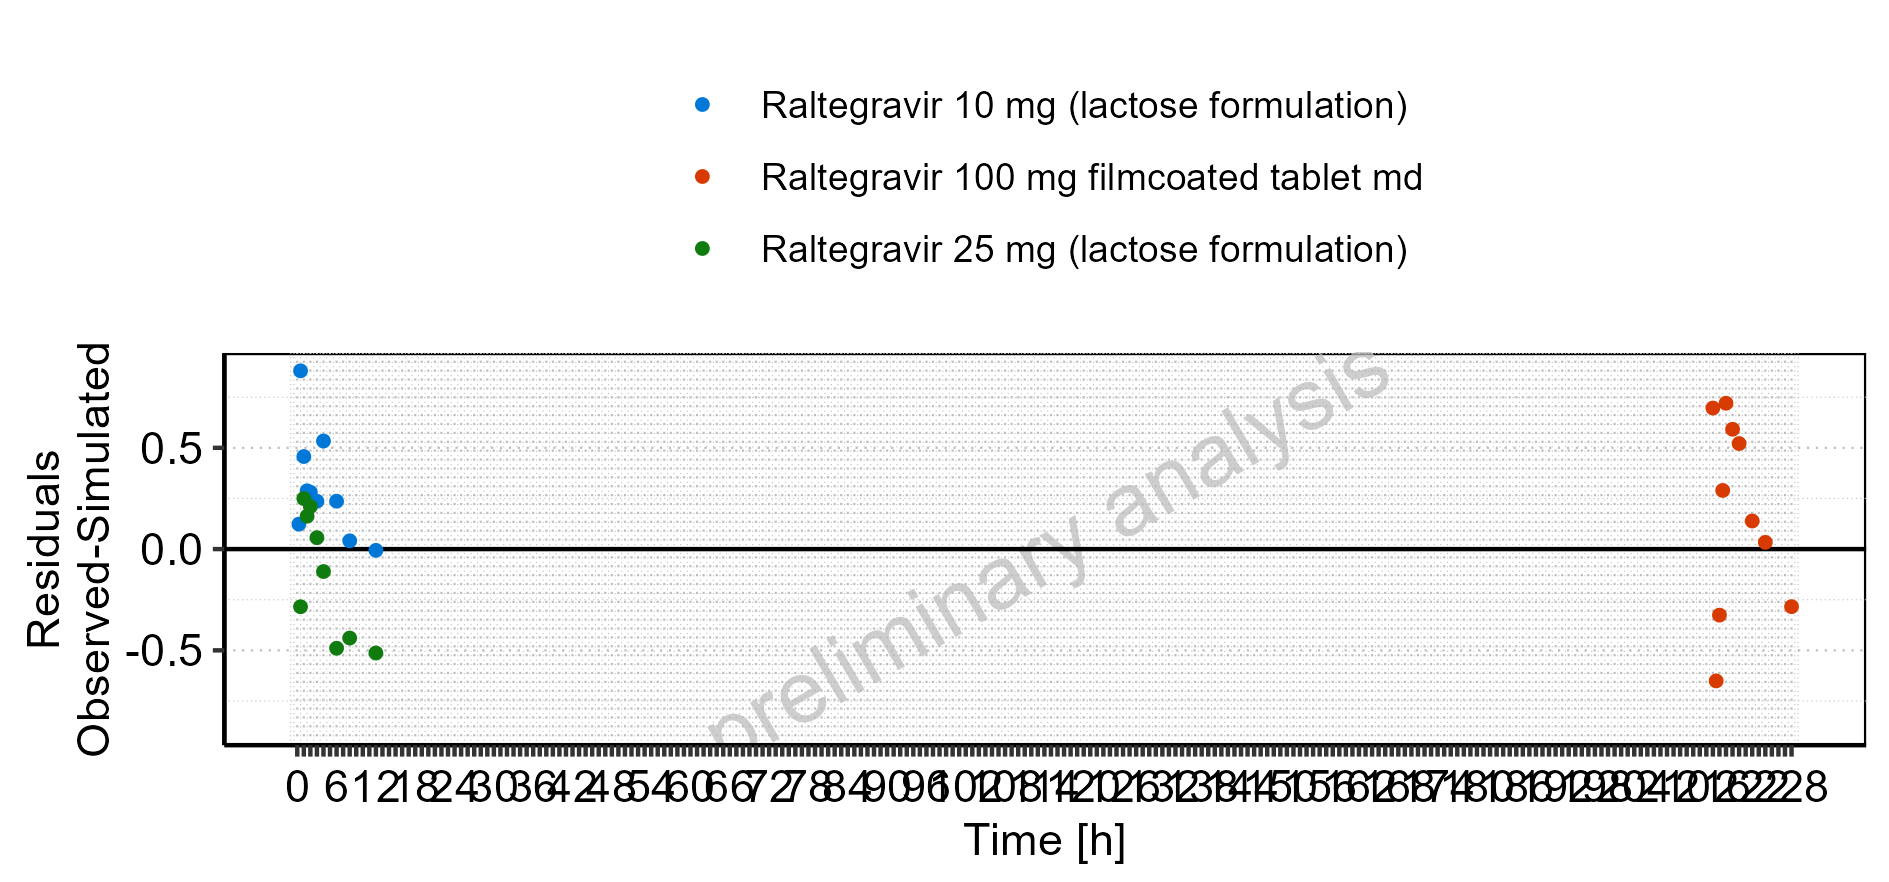 Raltegravir 10 mg (lactose formulation)
Raltegravir 100 mg filmcoated tablet md
Raltegravir 25 mg (lactose formulation)
Residuals
Observed-Simulated
0.5
0.0
-0.5
preliminary analysis
0 6 12 18 24 30 36 42 48 54 60 66 72 78 84 90 96 102 108 114 120 126 132 138 144 150 156 162 168 174 180 186 192 198 204 210 216 222 228
Time [h]